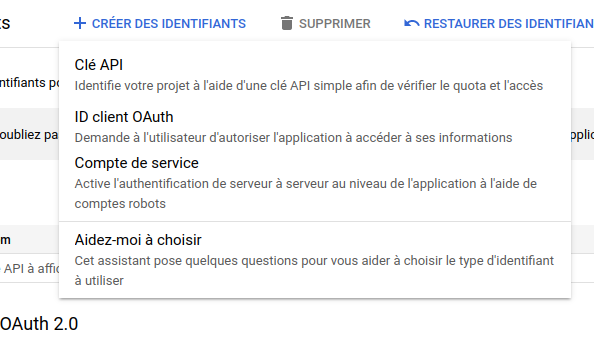 CRÉER DES IDENTIFIANTS SUPPRIMER RESTAURER DES IDENTIFIAN
Clé API
ntifiants po
Identifie votre projet à l'aide d'une clé API simple afin de vérifier le quota et l'accès
ID client OAuth
oubliez pa
Demande à l'utilisateur d'autoriser l'application à accéder à ses informations
Compte de service
Active l'authentification de serveur à serveur au niveau de l'application à l'aide de
comptes robots
Aidez-moi à choisir
Cet assistant pose quelques questions pour vous aider à choisir le type d'identifiant
API à affic
à utiliser
OAuth 2.0